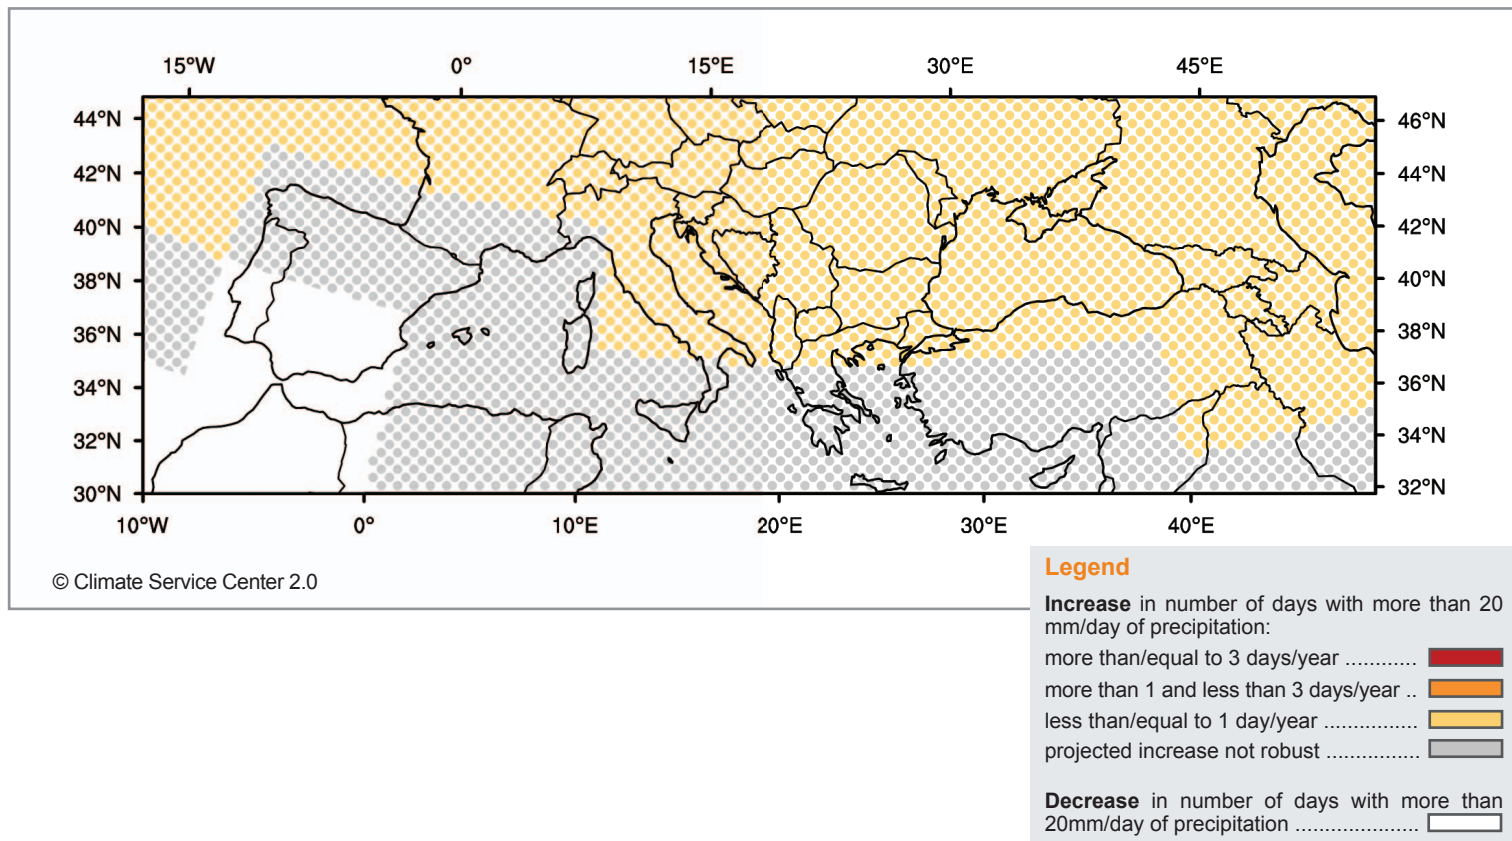 15°W 0° 15°E 30°E 45°E
44°N 46°N
42°N 44°N
40°N 42°N
38°N 40°N
36°N 38°N
34°N 36°N
32°N 34°N
30°N 32°N
10°W 0° 10°E 20°E 30°E 40°E
© Climate Service Center 2.0
Legend
Increase in number of days with more than 20
mm/day of precipitation:
more than/equal to 3 days/year ............
more than 1 and less than 3 days/year ..
less than/equal to 1 day/year ................
projected increase not robust ................
Decrease in number of days with more than
20mm/day of precipitation .....................